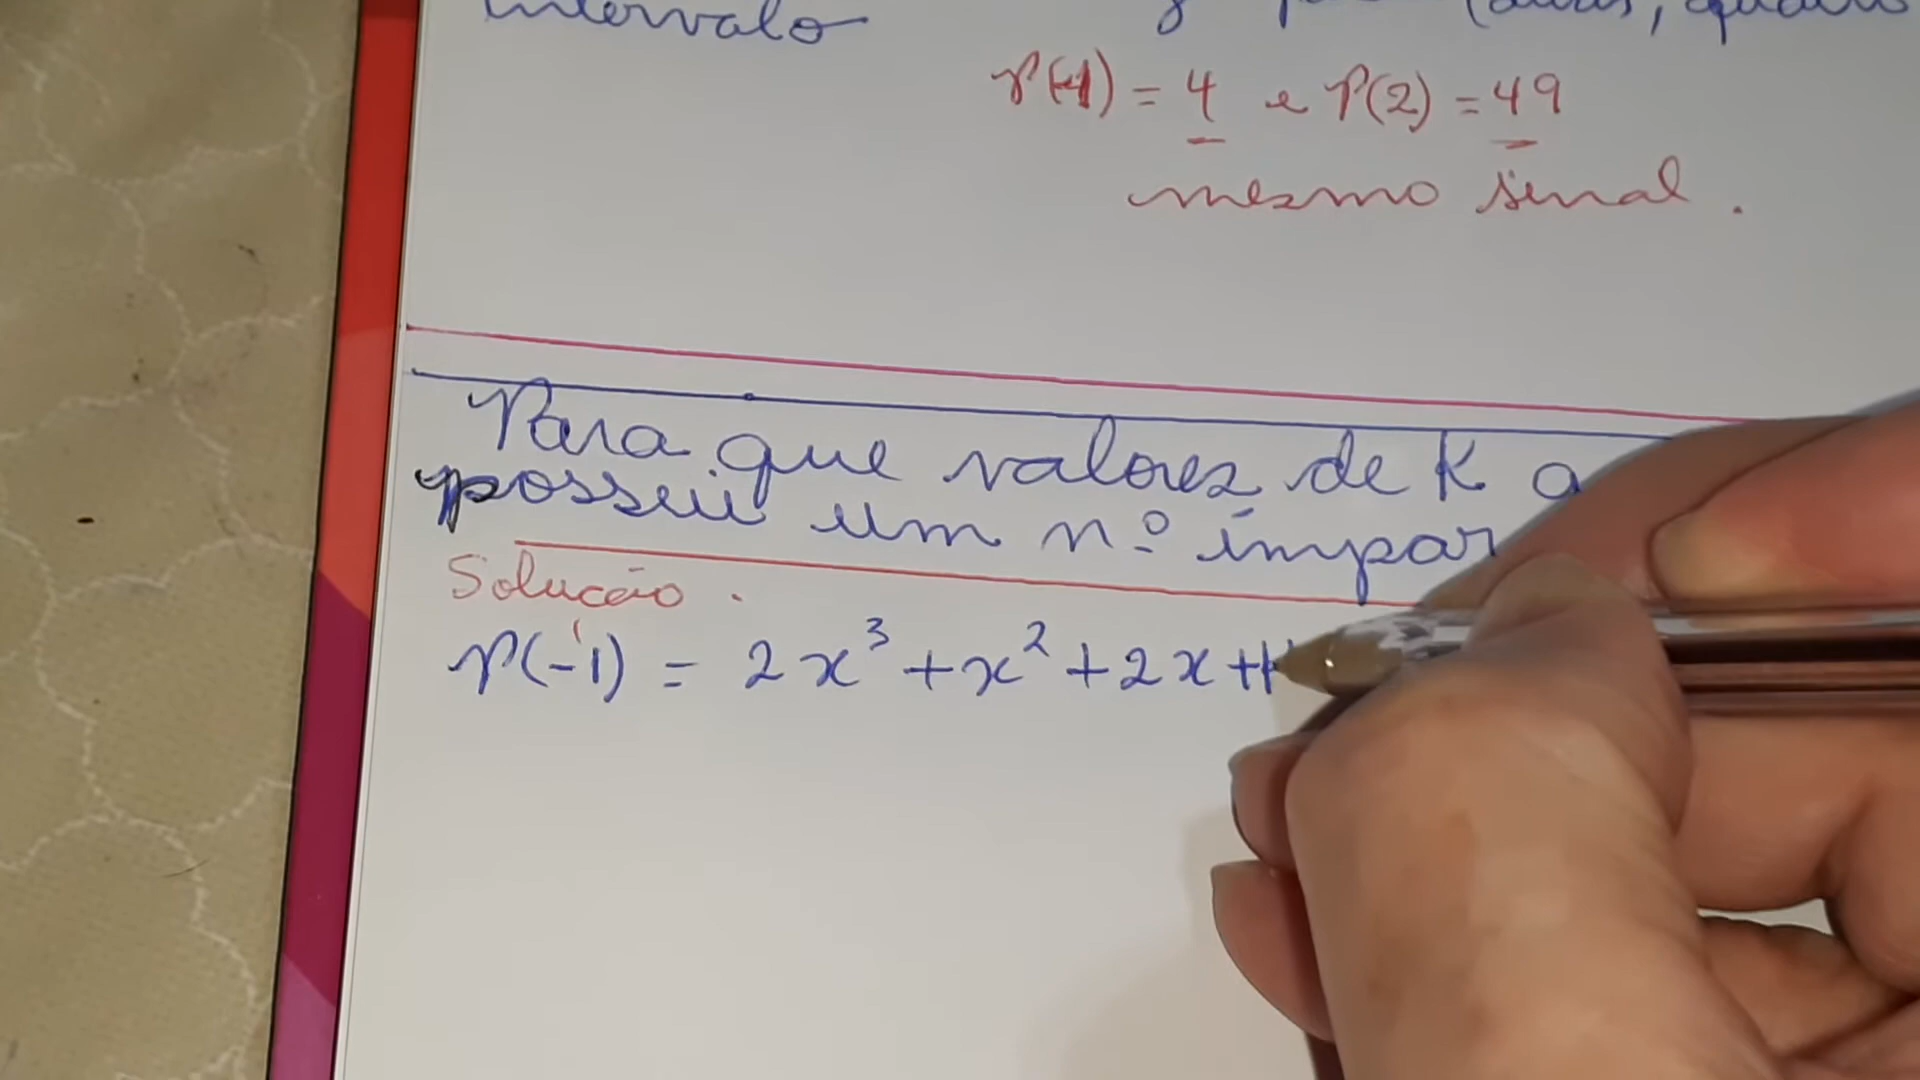 intervalo
P(-1) = 4 e P(2) = 49
mesmo sinal.
Para que valores de K a
possui um nº ímpar
Solução.
P(-1) = 2x³ + x² + 2x + k